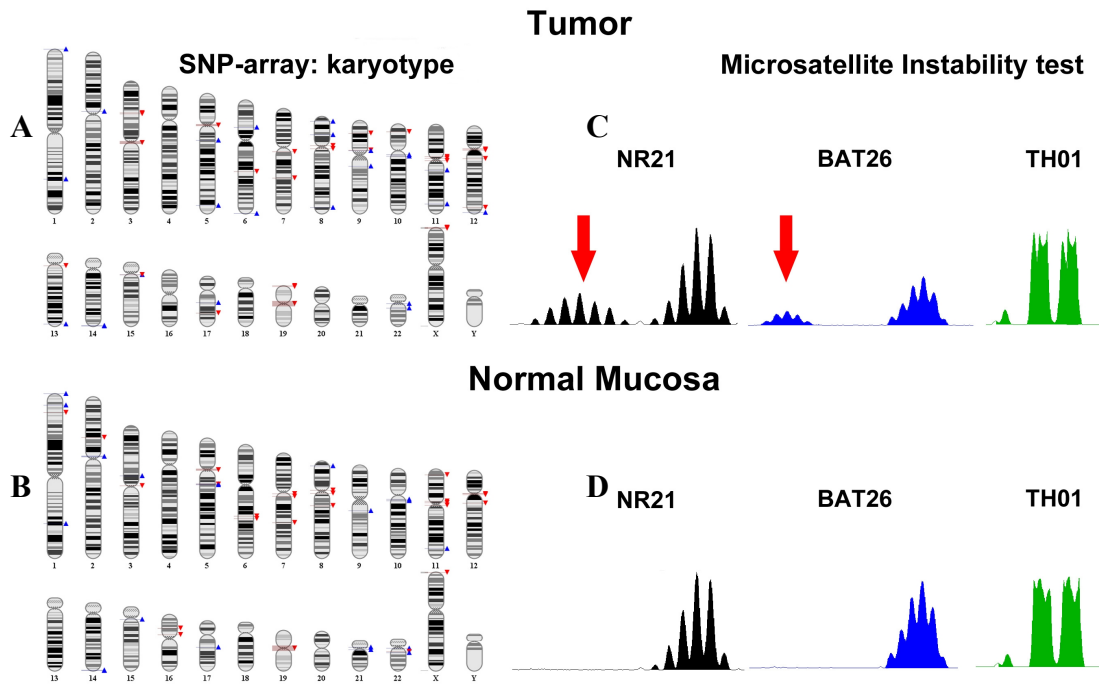 Tumor
SNP-array: karyotype
Microsatellite Instability test
A
1 2 3 4 5 6 7 8 9 10 11 12
13 14 15 16 17 18 19 20 21 22 X Y
C
NR21 BAT26 TH01
Normal Mucosa
B
1 2 3 4 5 6 7 8 9 10 11 12
13 14 15 16 17 18 19 20 21 22 X Y
D
NR21 BAT26 TH01